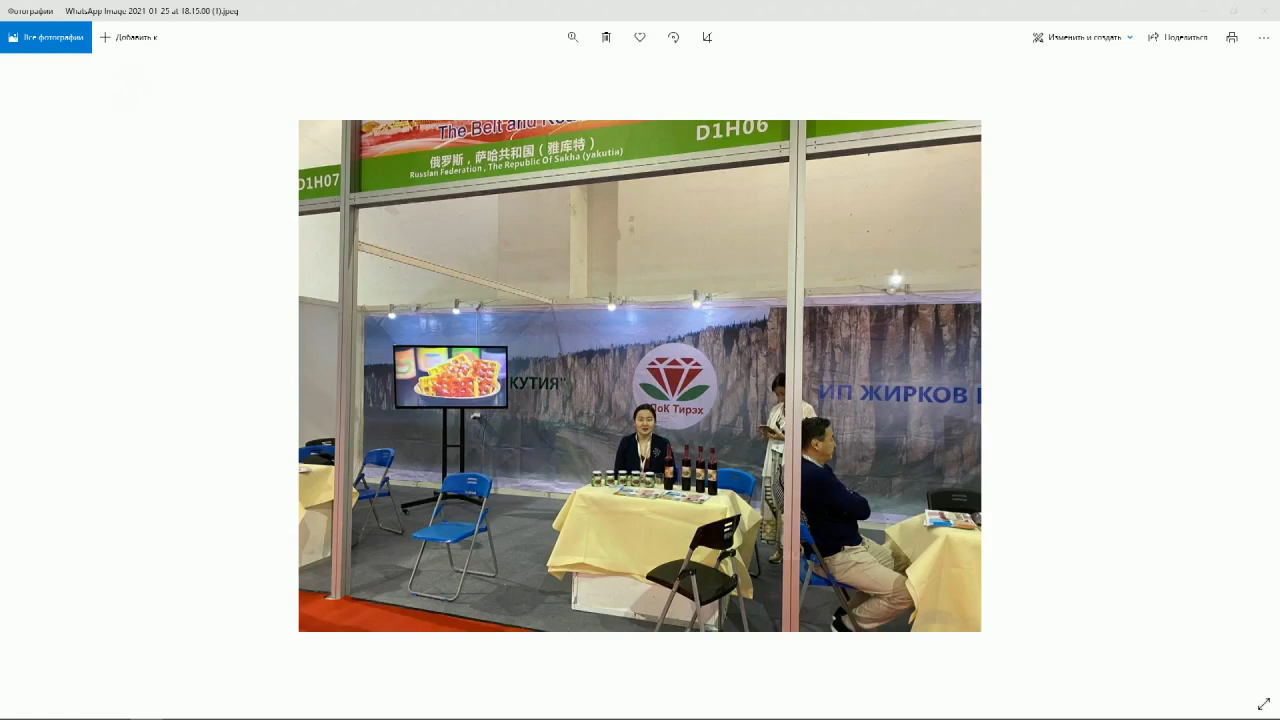 Фотографии
WhatsApp Image 2021-01-25 at 18.15.00 (1).jpeg
Все фотографии
Добавить к
Изменить и создать
Поделиться
The Belt and
D1H06
俄罗斯，萨哈共和国（雅库特）
Russian Federation , The Republic Of Sakha (yakutia)
D1H07
КУТИЯ"
ПоК Тирэх
ИП ЖИРКОВ